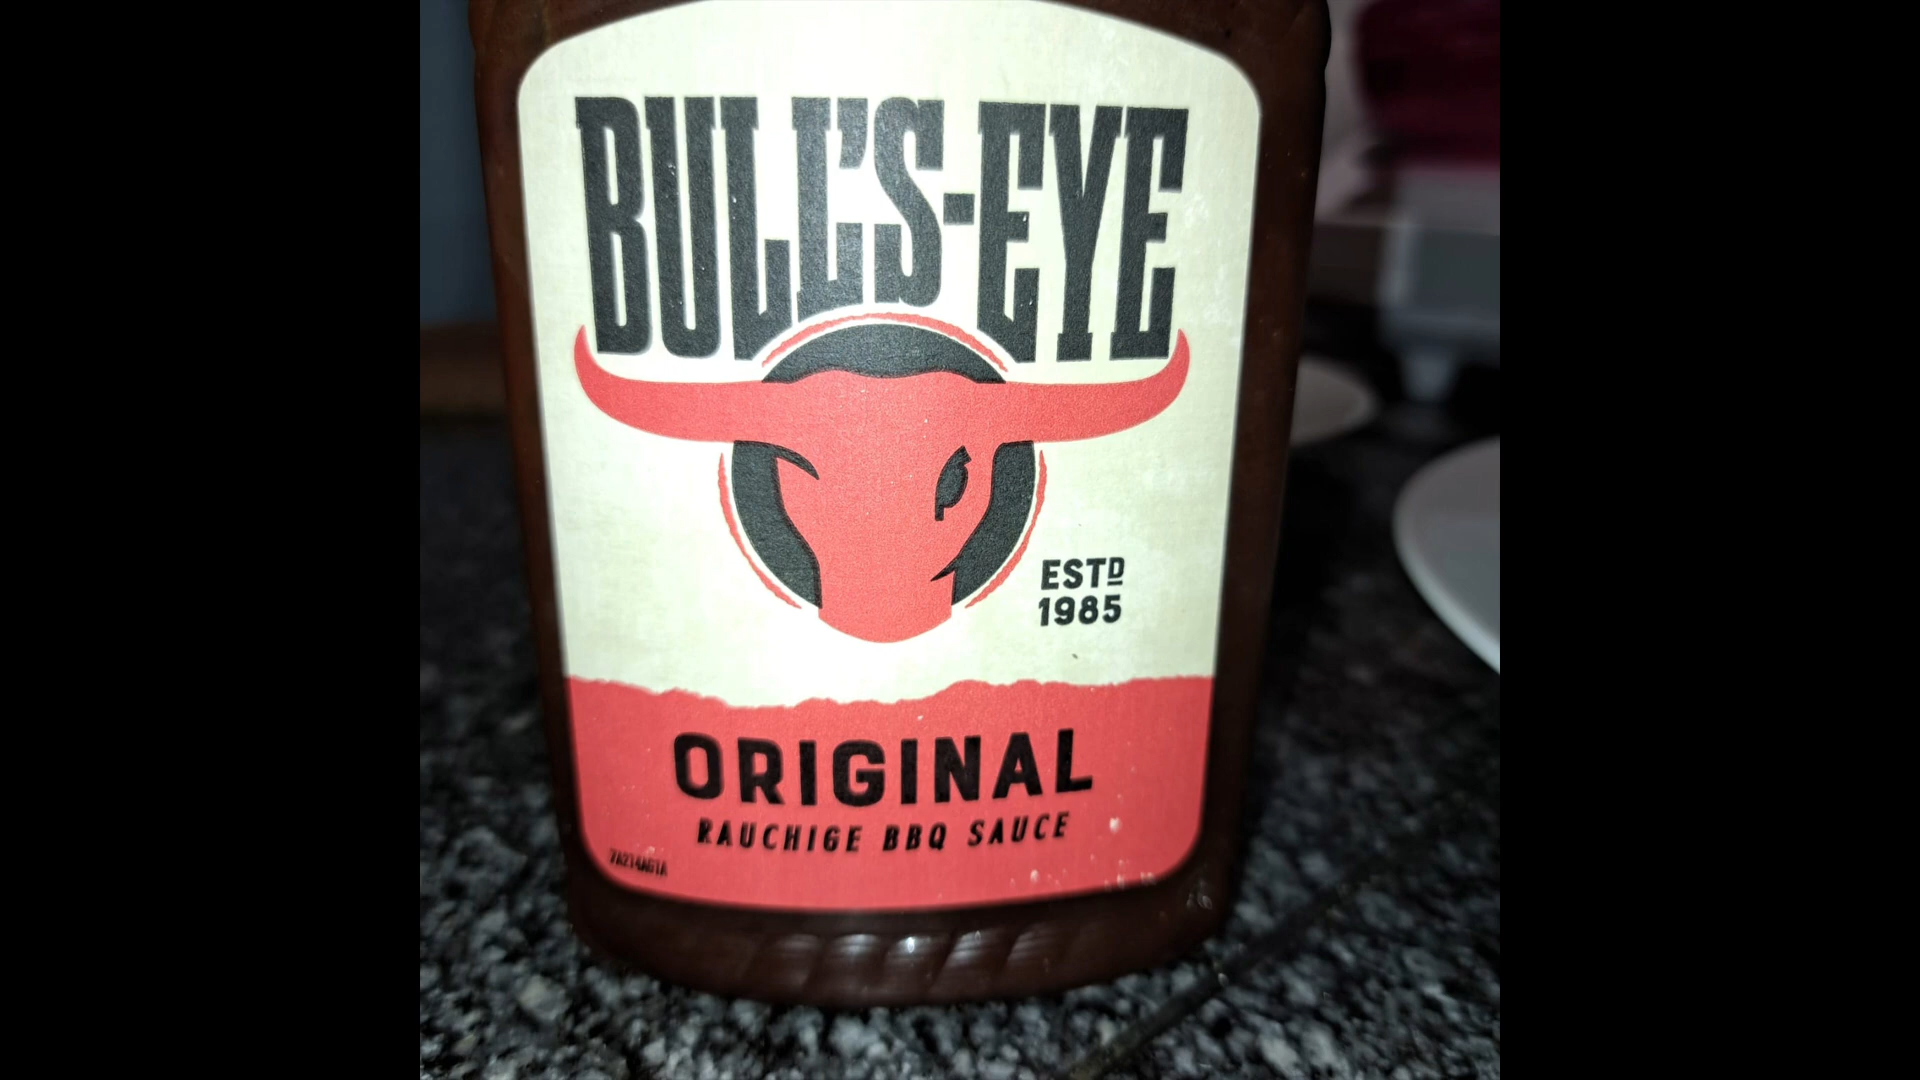 BULL'S-EYE
ESTD
1985
ORIGINAL
RAUCHIGE BBQ SAUCE